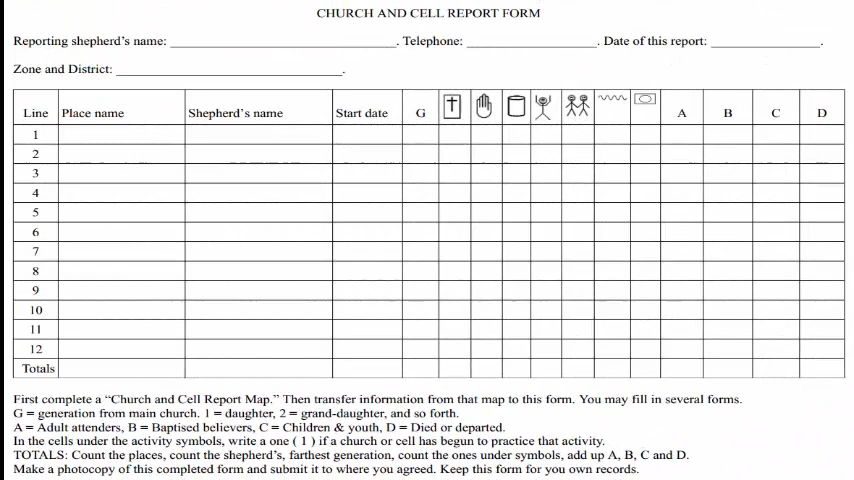 CHURCH AND CELL REPORT FORM
Reporting shepherd's name: ___________________________________. Telephone: ____________________. Date of this report: _________________.
Zone and District: ___________________________________.
Line Place name Shepherd's name Start date G A B C D
1
2
3
4
5
6
7
8
9
10
11
12
Totals
First complete a “Church and Cell Report Map.” Then transfer information from that map to this form. You may fill in several forms.
G = generation from main church. 1 = daughter, 2 = grand-daughter, and so forth.
A = Adult attenders, B = Baptised believers, C = Children & youth, D = Died or departed.
In the cells under the activity symbols, write a one ( 1 ) if a church or cell has begun to practice that activity.
TOTALS: Count the places, count the shepherd's, farthest generation, count the ones under symbols, add up A, B, C and D.
Make a photocopy of this completed form and submit it to where you agreed. Keep this form for you own records.